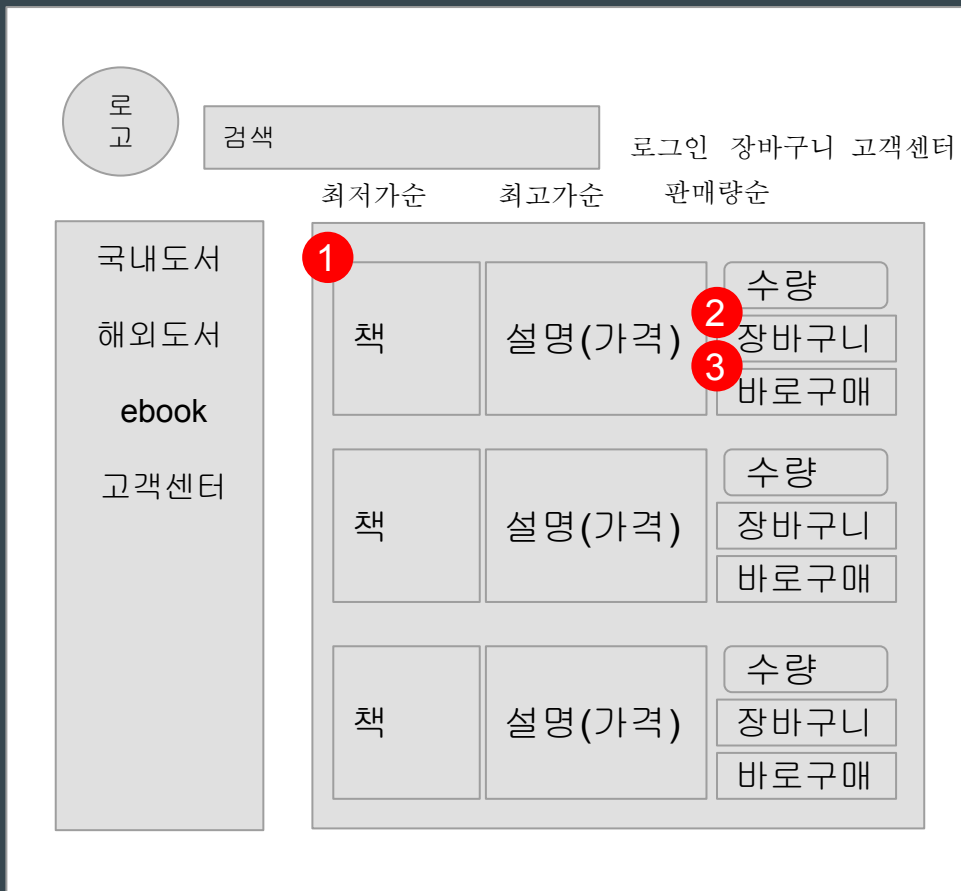 로
고
검색
로그인 장바구니 고객센터
최저가순 최고가순 판매량순
국내도서
해외도서
ebook
고객센터
1
책
설명(가격)
수량
2
장바구니
3
바로구매
책
설명(가격)
수량
장바구니
바로구매
책
설명(가격)
수량
장바구니
바로구매